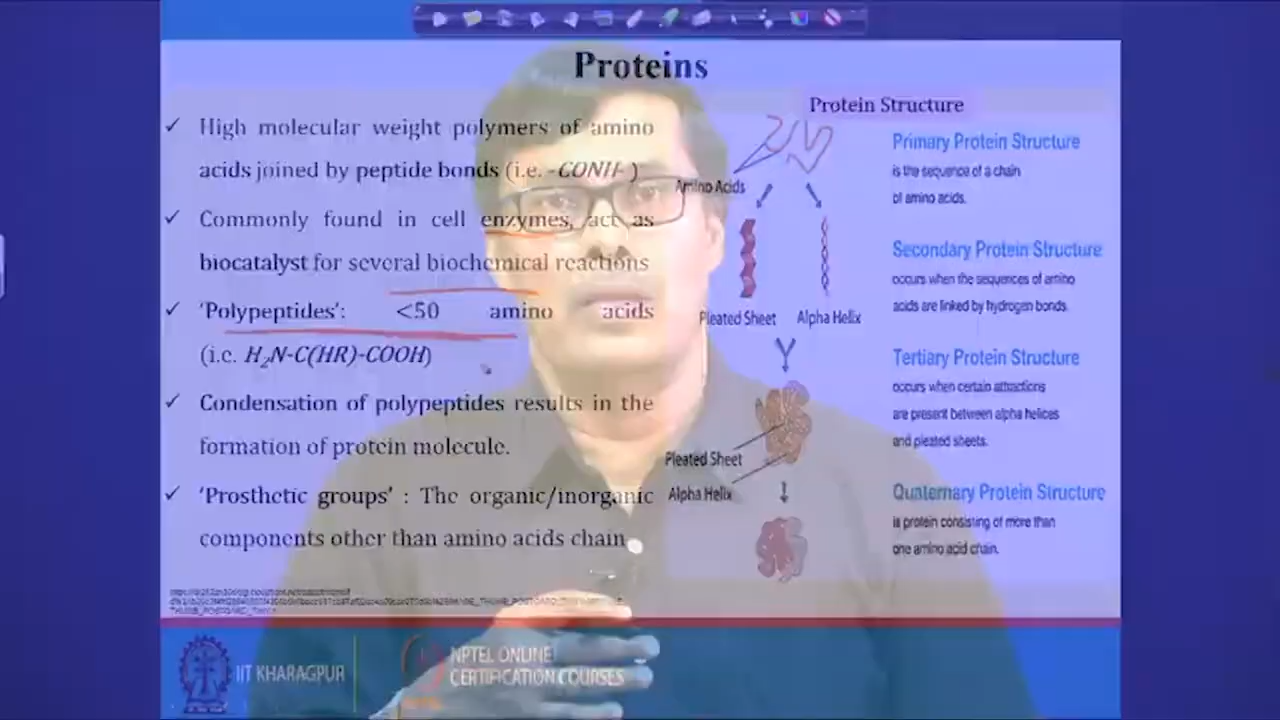 Proteins
✓ High molecular weight polymers of amino
acids joined by peptide bonds (i.e. -CONH- )
✓ Commonly found in cell enzymes, act as
biocatalyst for several biochemical reactions
✓ 'Polypeptides': <50 amino acids
(i.e. H₂N-C(HR)-COOH)
✓ Condensation of polypeptides results in the
formation of protein molecule.
✓ 'Prosthetic groups' : The organic/inorganic
components other than amino acids chain
Protein Structure
Amino Acids
Pleated Sheet Alpha Helix
Pleated Sheet
Alpha Helix
Primary Protein Structure
is the sequence of a chain
of amino acids.
Secondary Protein Structure
occurs when the sequences of amino
acids are linked by hydrogen bonds.
Tertiary Protein Structure
occurs when certain attractions
are present between alpha helices
and pleated sheets.
Quaternary Protein Structure
is protein consisting of more than
one amino acid chain.
IIT KHARAGPUR
NPTEL ONLINE
CERTIFICATION COURSES